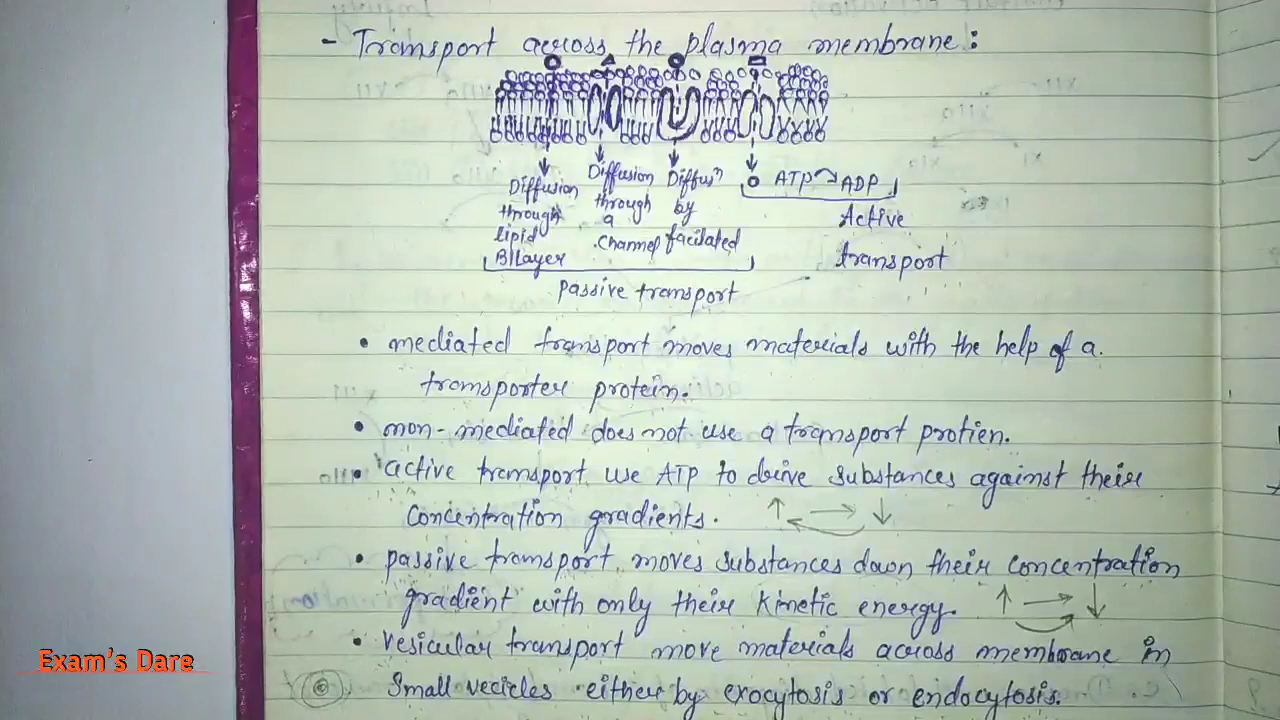 - Transport across the plasma membrane :
Diffusion through lipid Bilayer
Diffusion through a channel
Diffusn by facilated
ATP ADP
Active transport
Passive transport
• mediated transport moves materials with the help of a.
transporter protein.
• non-mediated does not use a transport protien.
• active transport use ATP to drive substances against their
concentration gradients.
• passive transport moves substances down their concentration
gradient with only their kinetic energy.
• vesicular transport move materials across membrane in
small vecicles either by exocytosis or endocytosis.
Exam's Dare